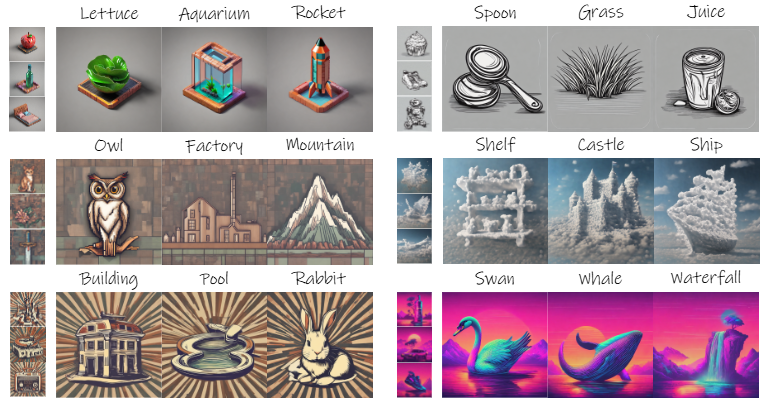 Lettuce Aquarium Rocket
Spoon Grass Juice
Owl Factory Mountain
Shelf Castle Ship
Building Pool Rabbit
Swan Whale Waterfall